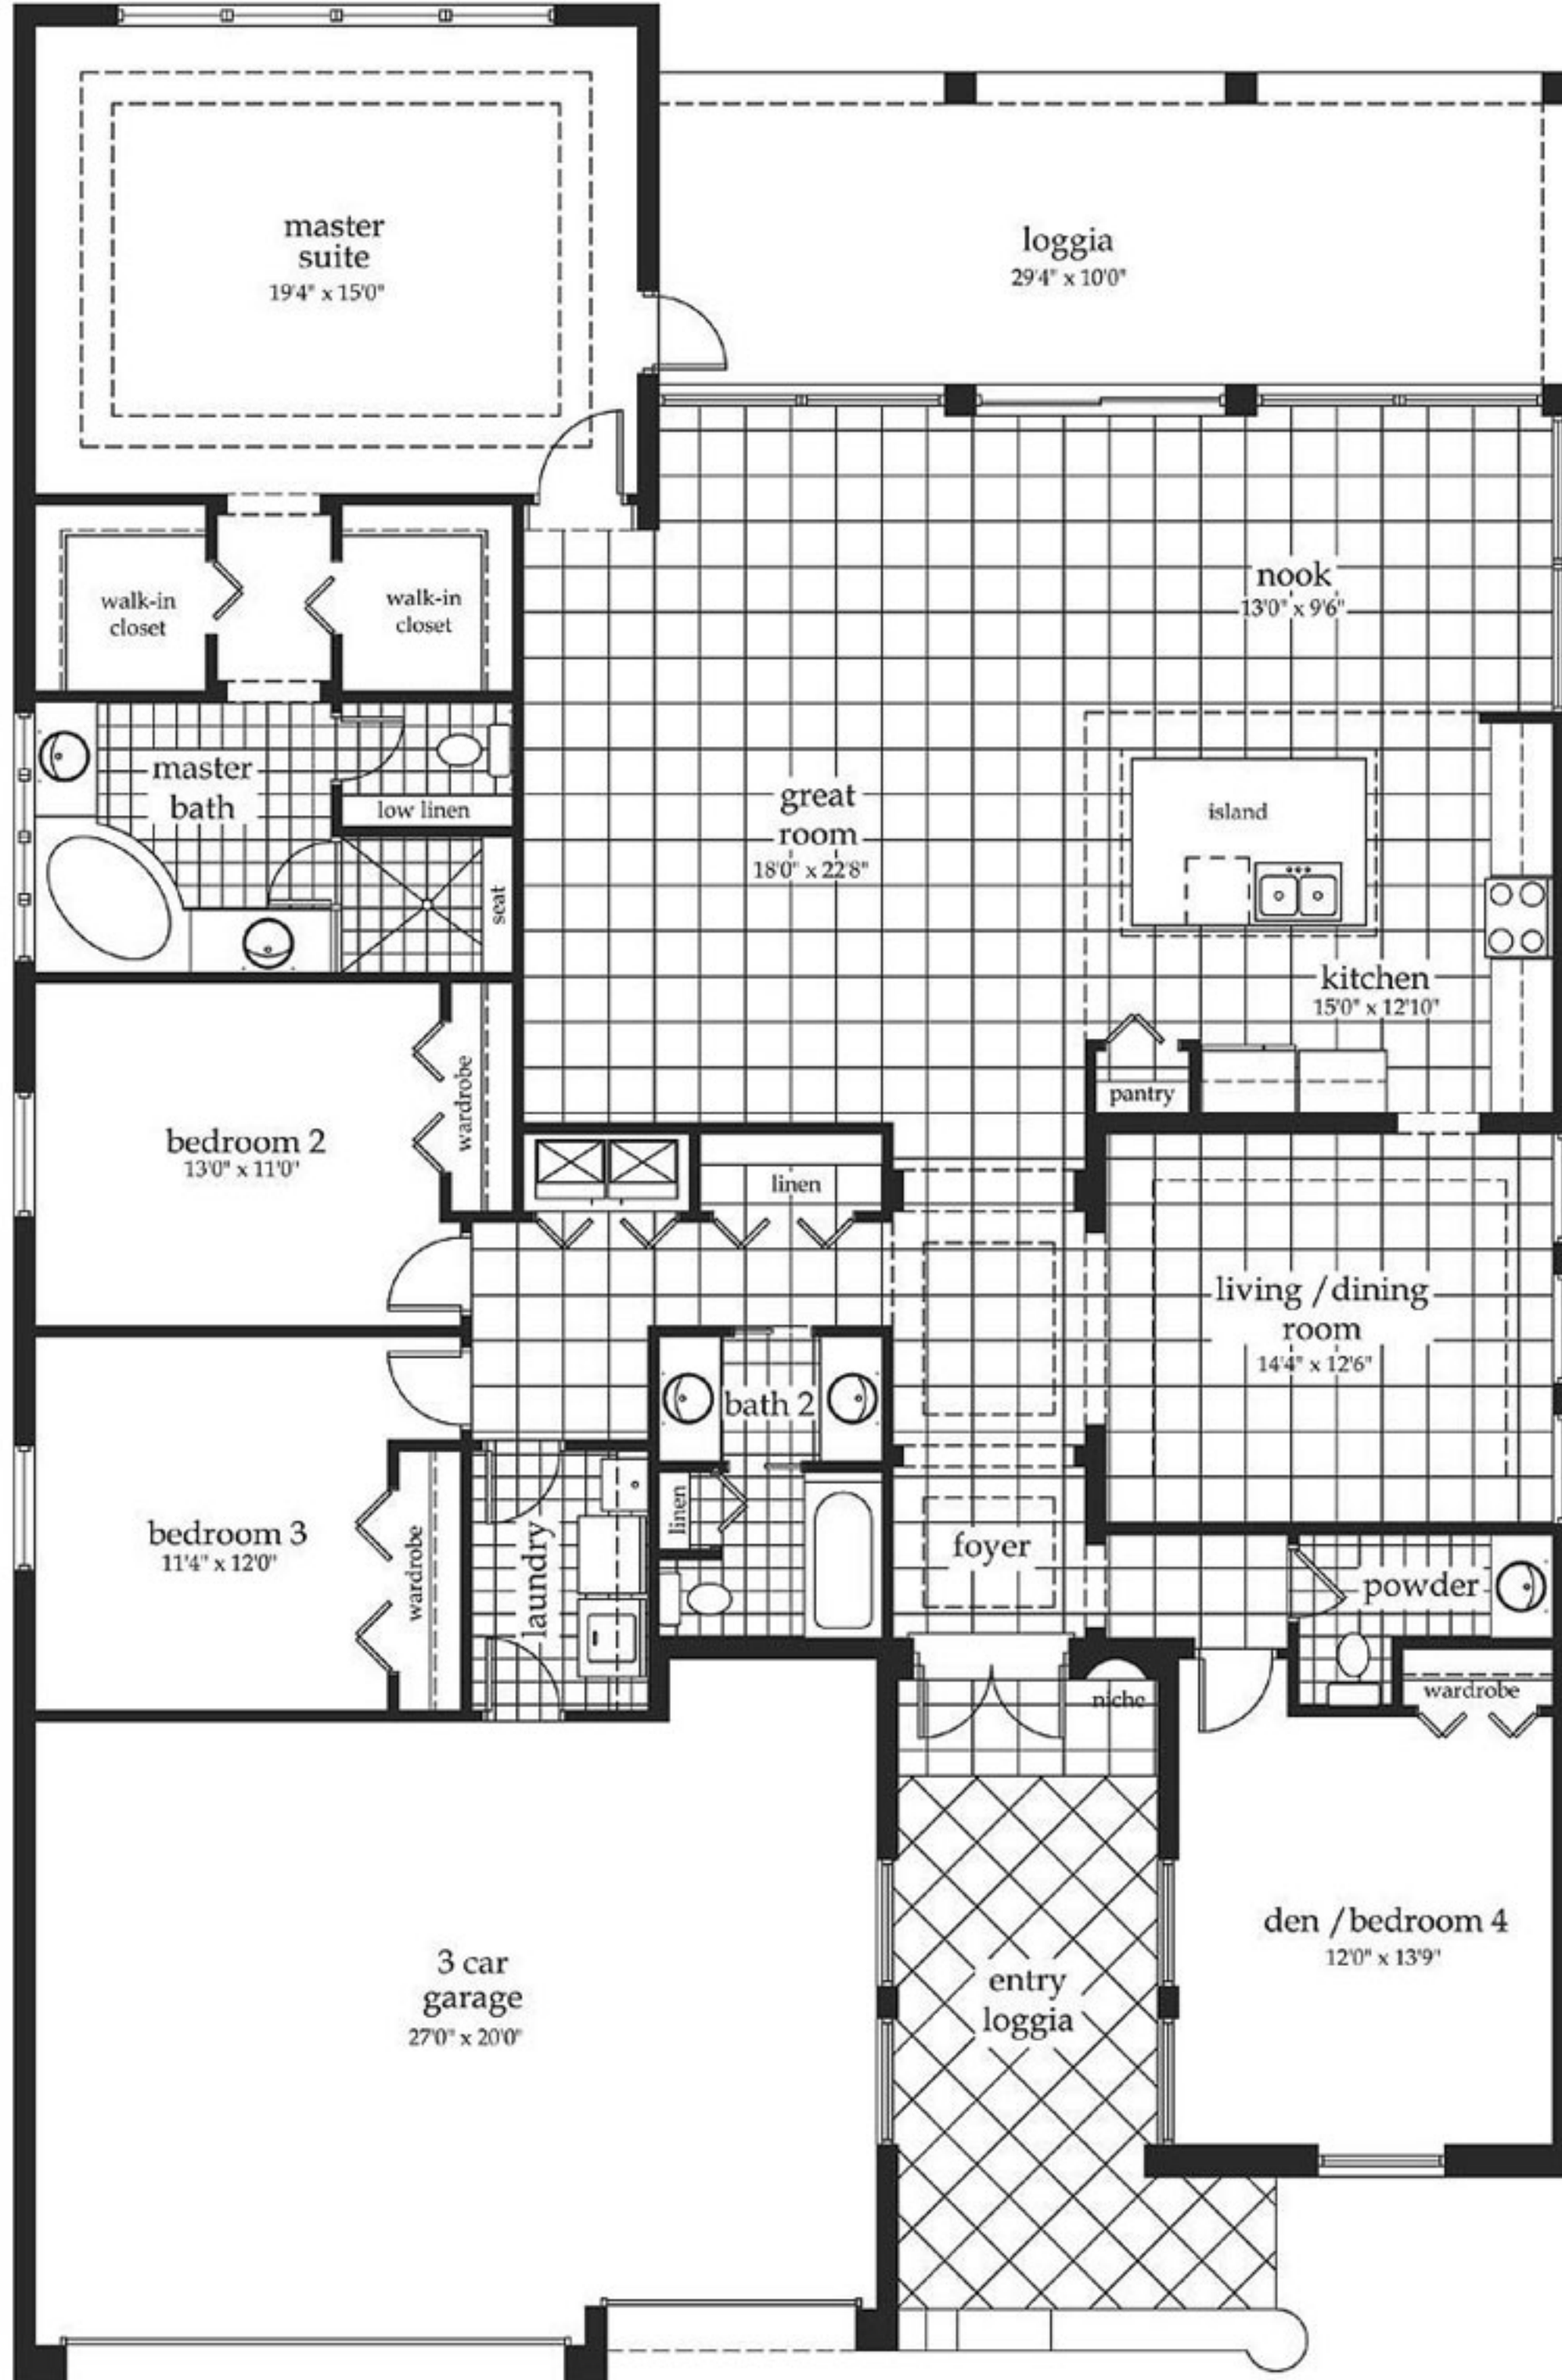 master
suite
19'4" x 15'0"
loggia
29'4" x 10'0"
walk-in
closet
walk-in
closet
nook
13'0" x 9'6"
master
bath
low linen
seat
great
room
18'0" x 22'8"
island
kitchen
15'0" x 12'10"
pantry
bedroom 2
13'0" x 11'0"
wardrobe
linen
living / dining
room
14'4" x 12'6"
bath 2
linen
bedroom 3
11'4" x 12'0"
wardrobe
laundry
foyer
powder
niche
wardrobe
den / bedroom 4
12'0" x 13'9"
3 car
garage
27'0" x 20'0"
entry
loggia